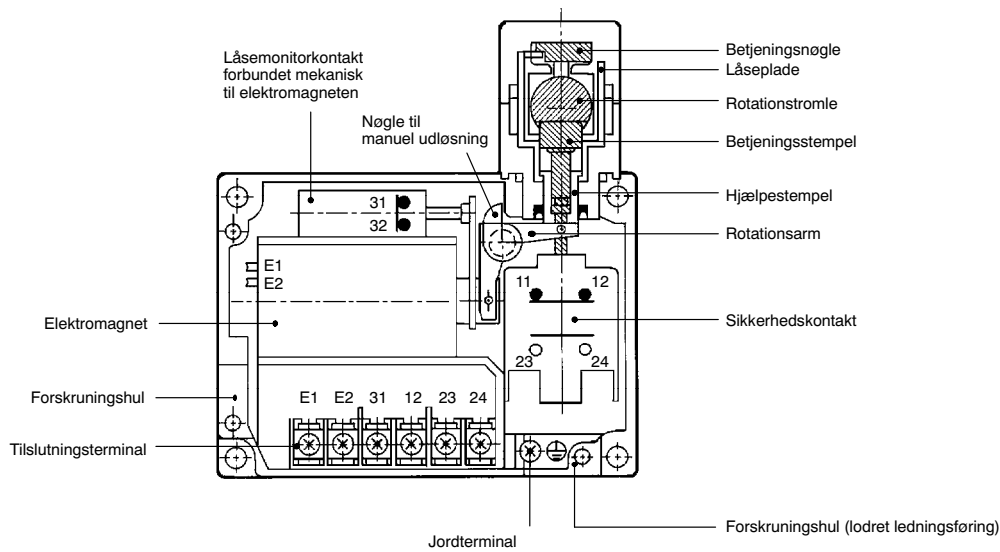 Låsemonitorkontakt
forbundet mekanisk
til elektromagneten
Nøgle til
manuel udløsning
Betjeningsnøgle
Låseplade
Rotationstromle
Betjeningsstempel
Hjælpestempel
Rotationsarm
31
32
E1
E2
11 12
Elektromagnet
Sikkerhedskontakt
23 24
Forskruningshul
E1 E2 31 12 23 24
Tilslutningsterminal
Forskruningshul (lodret ledningsføring)
Jordterminal